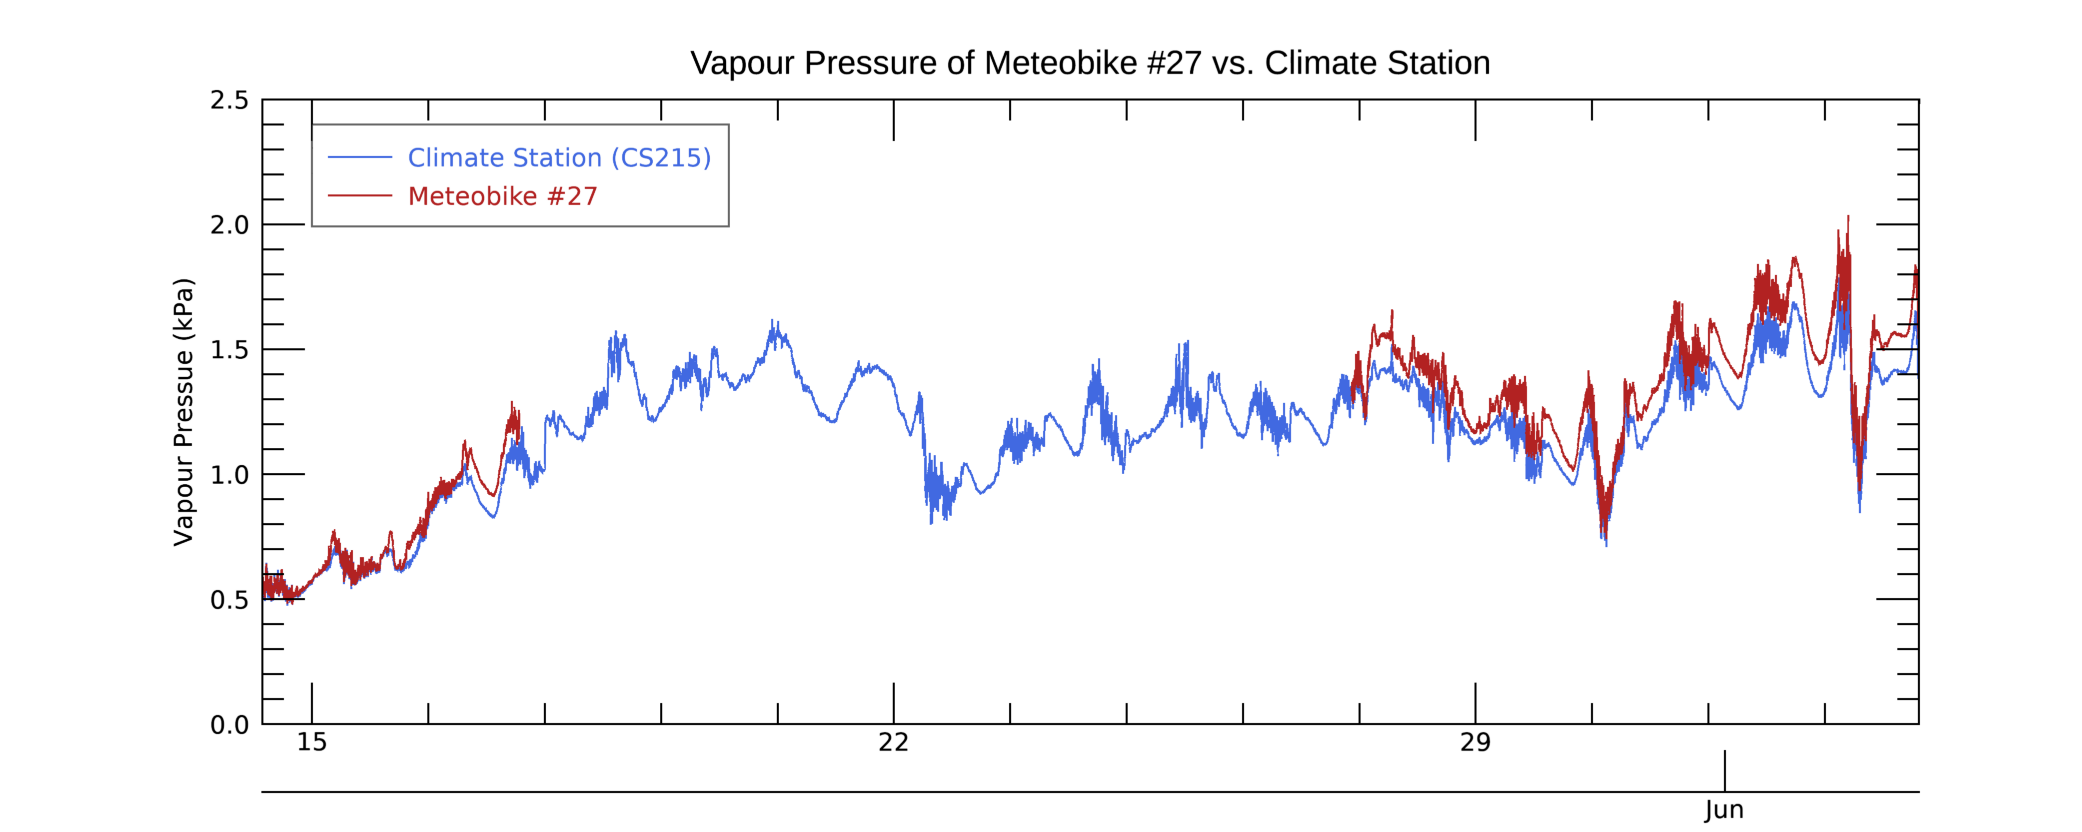 Vapour Pressure of Meteobike #27 vs. Climate Station
2.5
Climate Station (CS215)
Meteobike #27
2.0
1.5
1.0
0.5
0.0
Vapour Pressue (kPa)
15 22 29
Jun